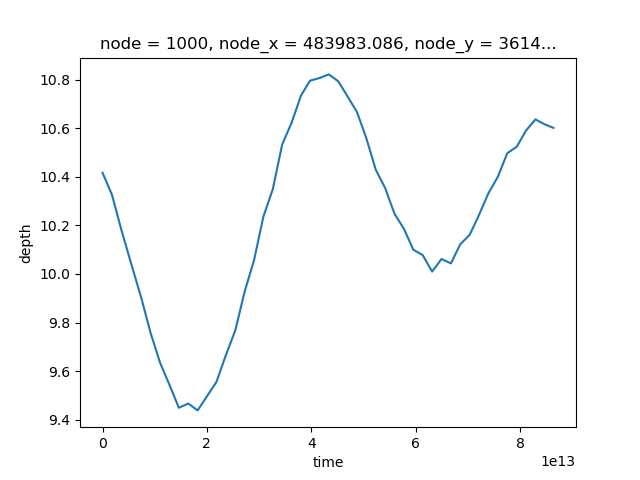 node = 1000, node_x = 483983.086, node_y = 3614...
10.8
10.6
10.4
10.2
10.0
9.8
9.6
9.4
depth
0 2 4 6 8
1e13
time